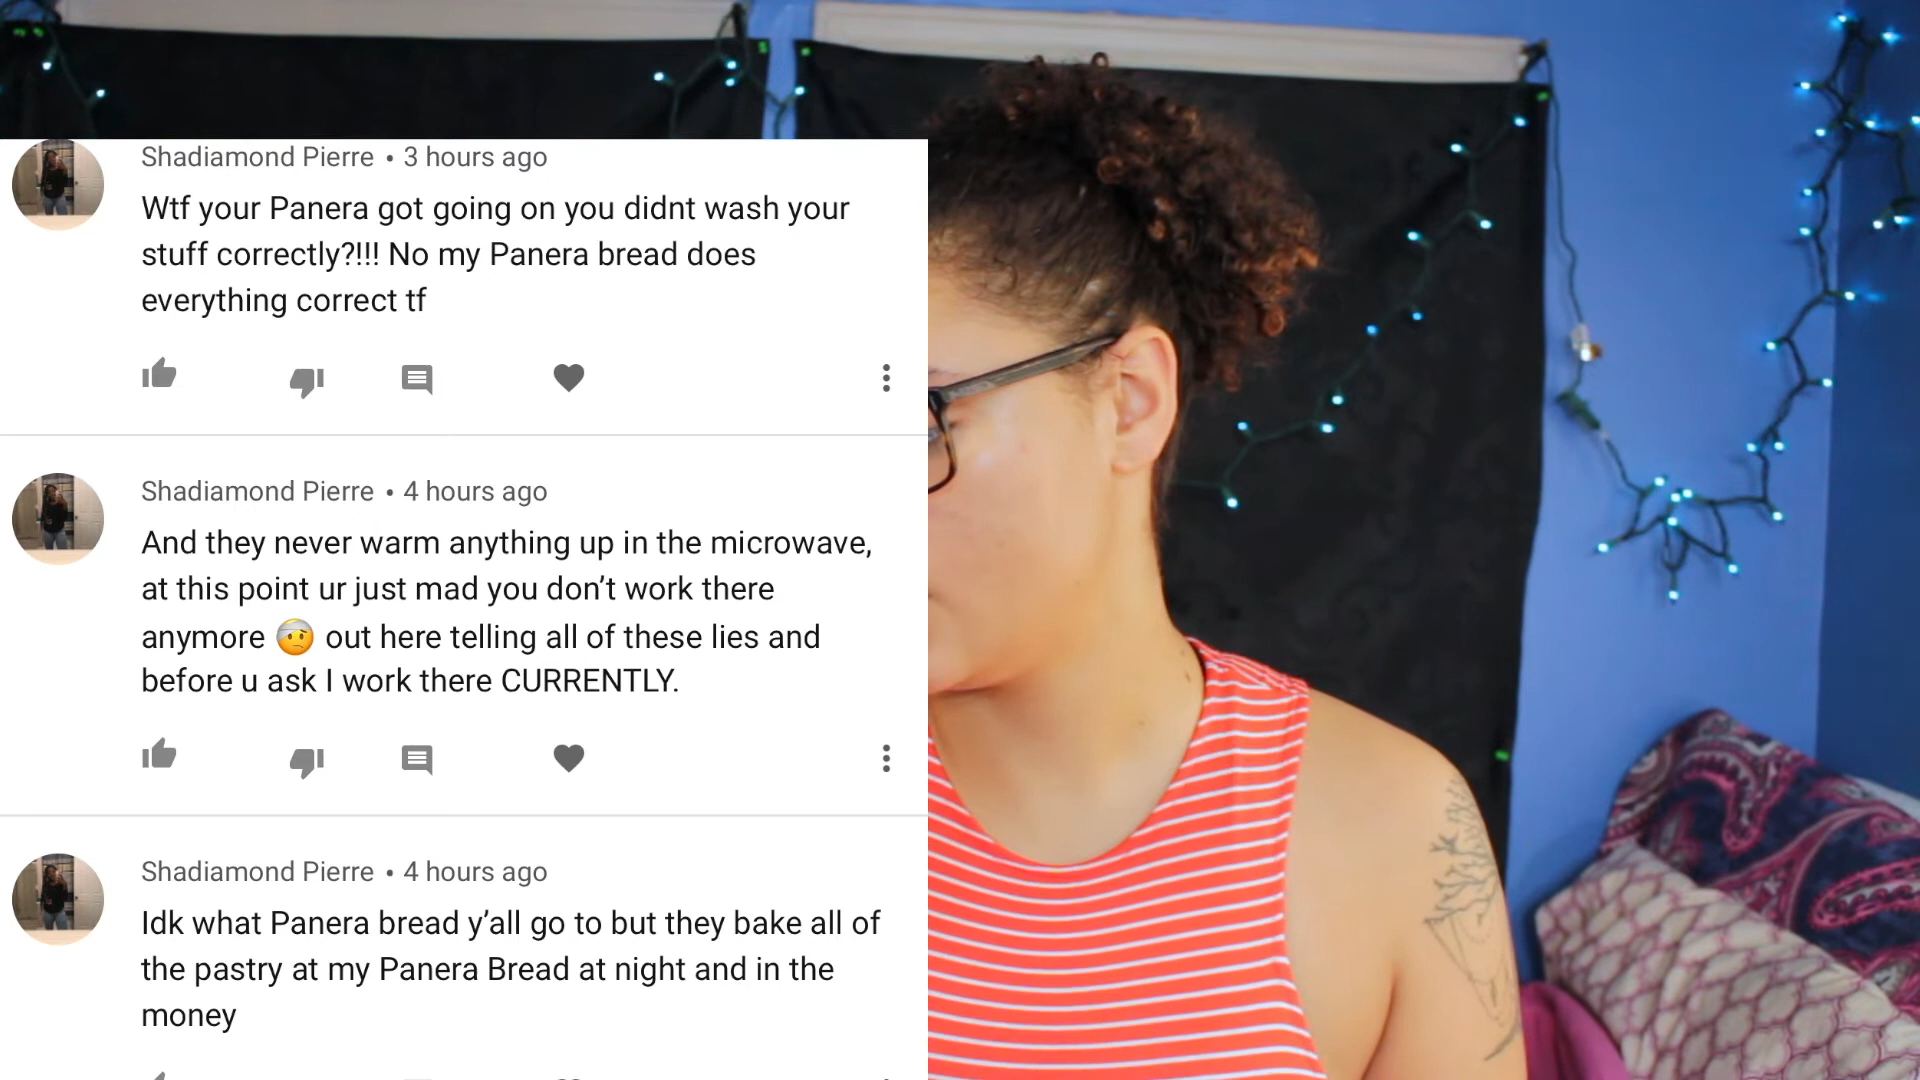 Shadiamond Pierre • 3 hours ago
Wtf your Panera got going on you didnt wash your
stuff correctly?!!! No my Panera bread does
everything correct tf
Shadiamond Pierre • 4 hours ago
And they never warm anything up in the microwave,
at this point ur just mad you don’t work there
anymore 🤕 out here telling all of these lies and
before u ask I work there CURRENTLY.
Shadiamond Pierre • 4 hours ago
Idk what Panera bread y’all go to but they bake all of
the pastry at my Panera Bread at night and in the
money